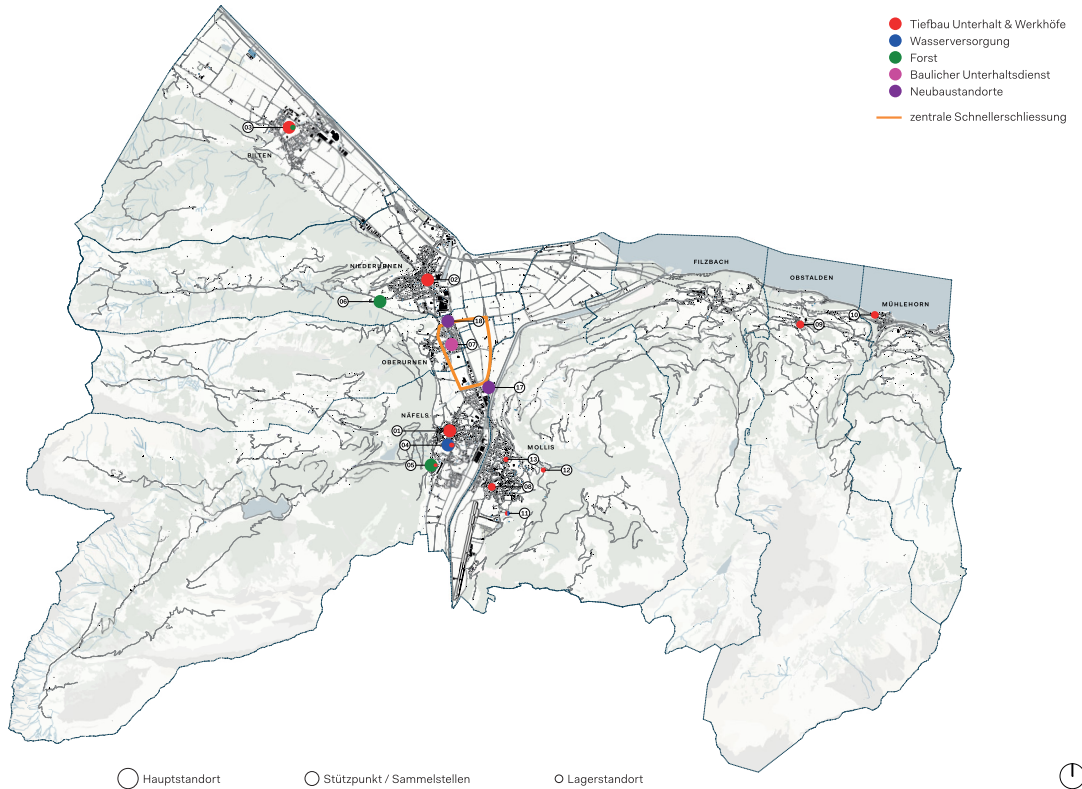 Tiefbau Unterhalt & Werkhöfe
Wasserversorgung
Forst
Baulicher Unterhaltsdienst
Neubaustandorte
zentrale Schnellerschliessung
03
BILTEN
NIEDERURNEN
02
06
18
07
OBERURNEN
17
NÄFELS
01
04
05
MOLLIS
13
12
08
11
FILZBACH
OBSTALDEN
MÜHLEHORN
10
09
Hauptstandort
Stützpunkt / Sammelstellen
Lagerstandort